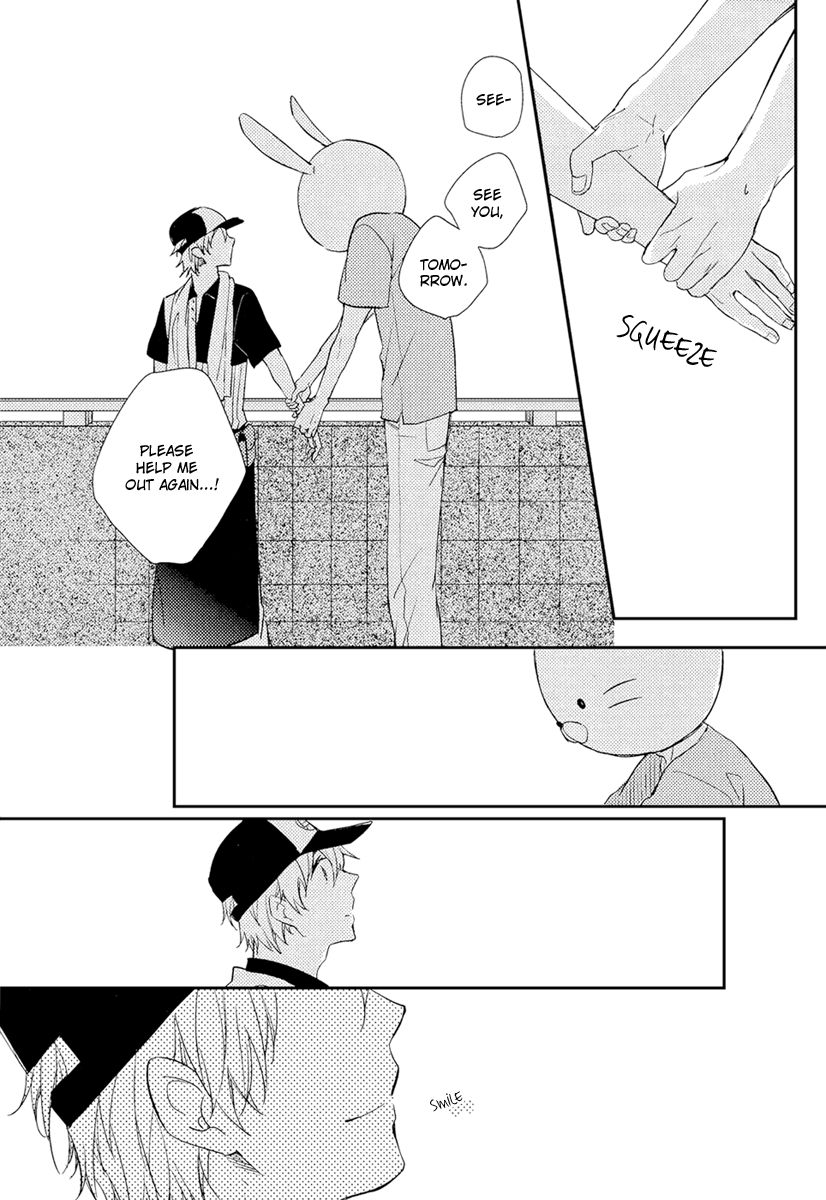 SQUEEZE
SEE-
SEE
YOU,
TOMO-
RROW.
PLEASE
HELP ME
OUT AGAIN...!
SMILE